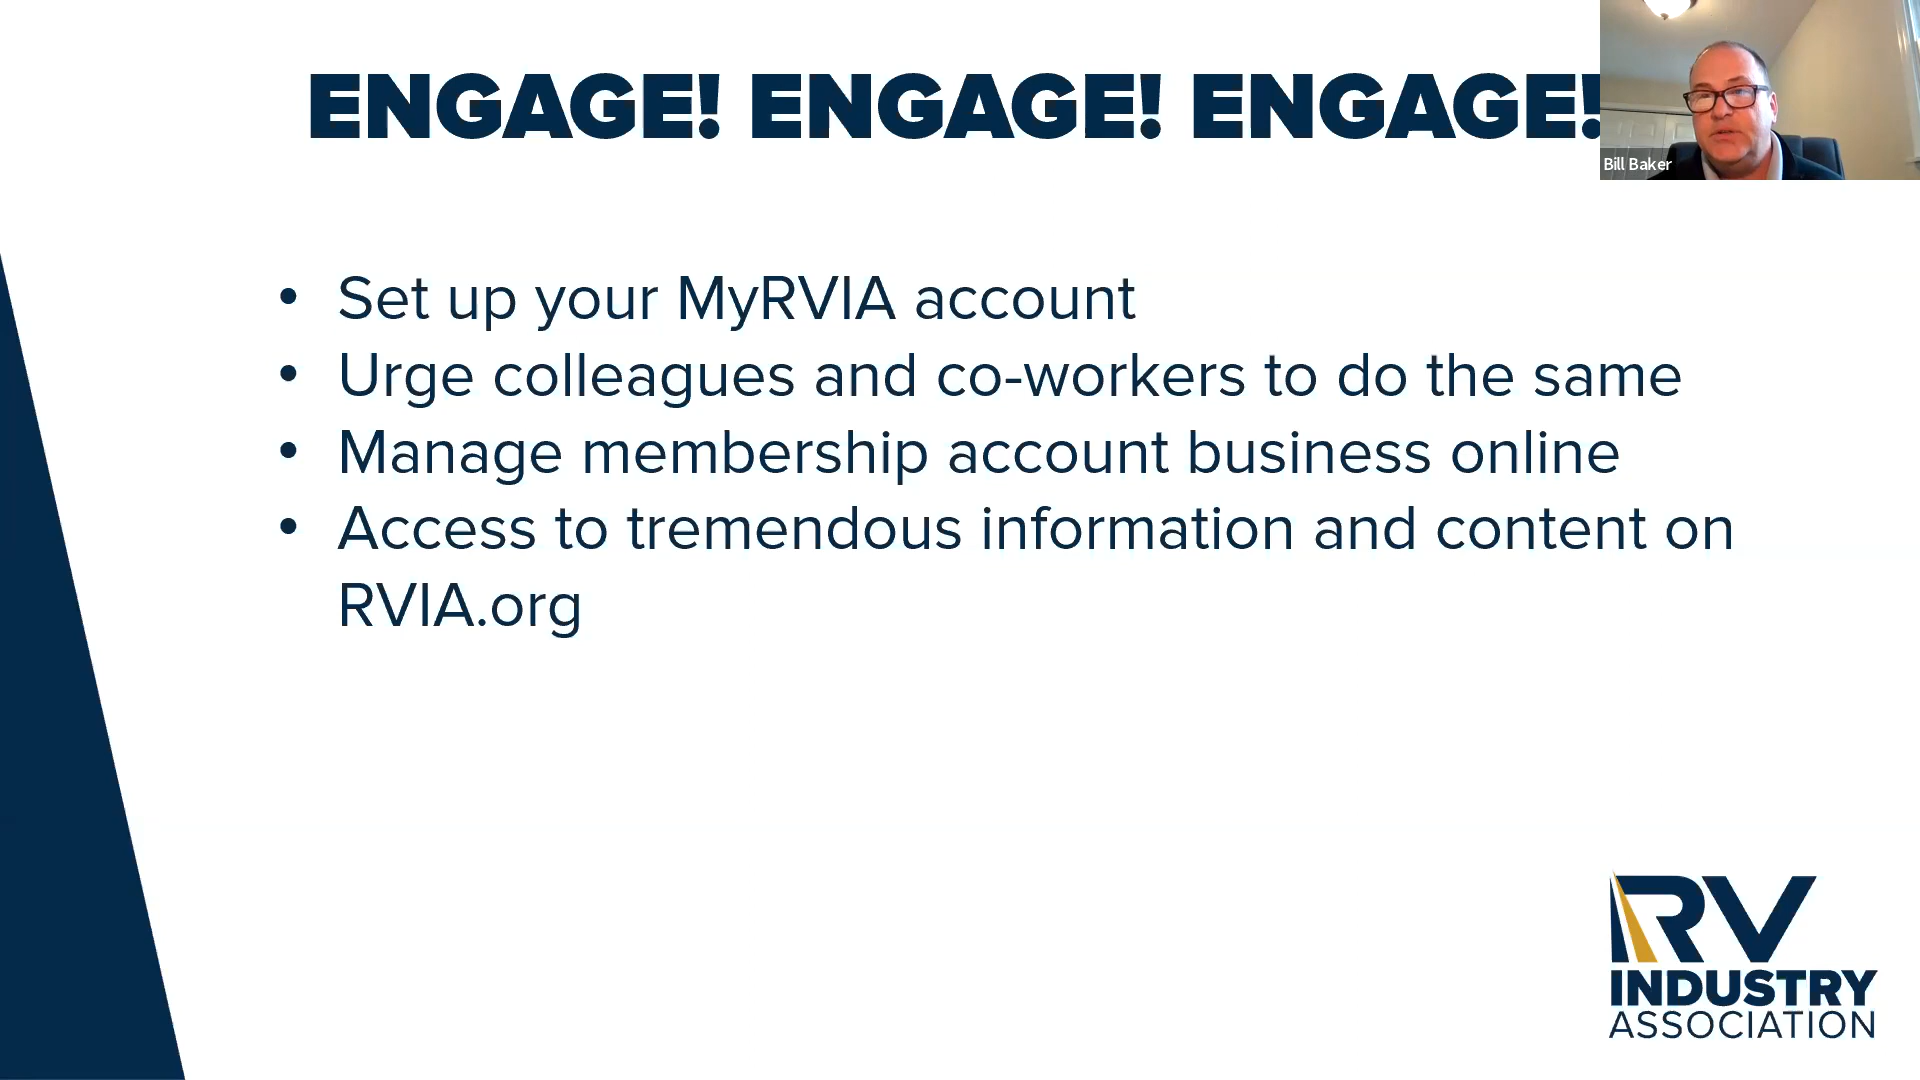 ENGAGE! ENGAGE! ENGAGE!
Bill Baker
• Set up your MyRVIA account
• Urge colleagues and co-workers to do the same
• Manage membership account business online
• Access to tremendous information and content on
RVIA.org
RV
INDUSTRY
ASSOCIATION